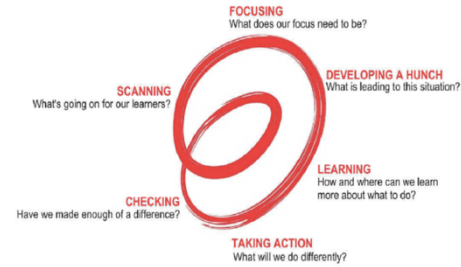 FOCUSING
What does our focus need to be?
DEVELOPING A HUNCH
What is leading to this situation?
SCANNING
What's going on for our learners?
LEARNING
How and where can we learn
more about what to do?
CHECKING
Have we made enough of a difference?
TAKING ACTION
What will we do differently?